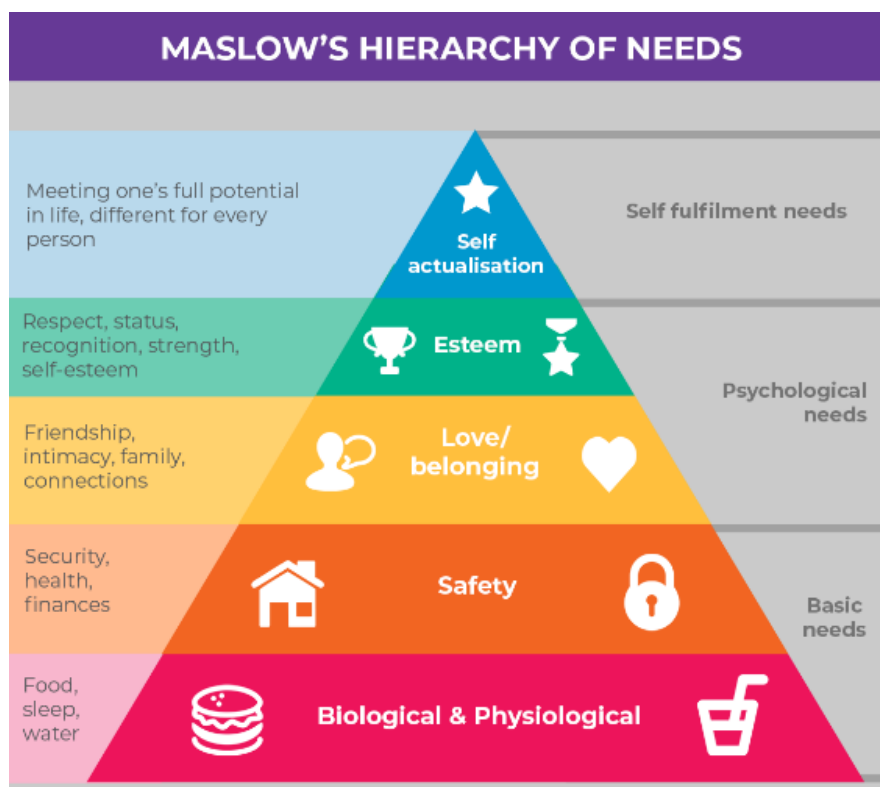 MASLOW'S HIERARCHY OF NEEDS
Meeting one's full potential
in life, different for every
person
Self
actualisation
Self fulfilment needs
Respect, status,
recognition, strength,
self-esteem
Esteem
Psychological
needs
Friendship,
intimacy, family,
connections
Love/
belonging
Security,
health,
finances
Safety
Basic
needs
Food,
sleep,
water
Biological & Physiological